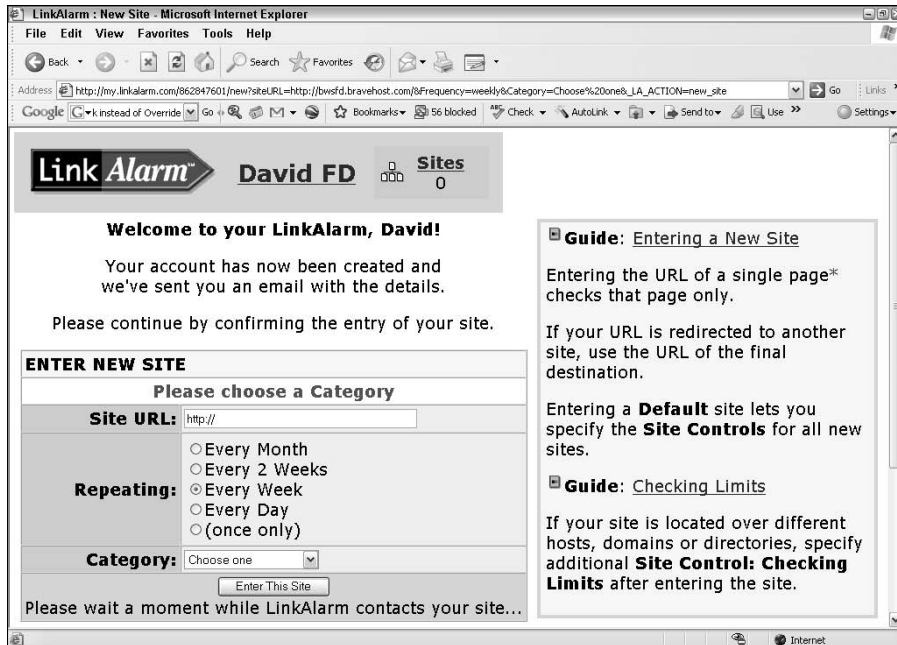 LinkAlarm : New Site - Microsoft Internet Explorer
File Edit View Favorites Tools Help
Back Search Favorites
Address http://my.linkalarm.com/862847601/new?siteURL=http://bwsfd.bravehost.com/&Frequency=weekly&Category=Choose%20one&_LA_ACTION=new_site Go Links
Google k instead of Override Go Bookmarks 56 blocked ABC Check AutoLink Send to Use Settings
Link Alarm™ David FD Sites
0
Welcome to your LinkAlarm, David!
Your account has now been created and
we've sent you an email with the details.
Please continue by confirming the entry of your site.
ENTER NEW SITE
Please choose a Category
Site URL: http://
Repeating:
Every Month
Every 2 Weeks
Every Week
Every Day
(once only)
Category: Choose one
Enter This Site
Please wait a moment while LinkAlarm contacts your site...
Guide: Entering a New Site
Entering the URL of a single page*
checks that page only.
If your URL is redirected to another
site, use the URL of the final
destination.
Entering a Default site lets you
specify the Site Controls for all new
sites.
Guide: Checking Limits
If your site is located over different
hosts, domains or directories, specify
additional Site Control: Checking
Limits after entering the site.
Internet